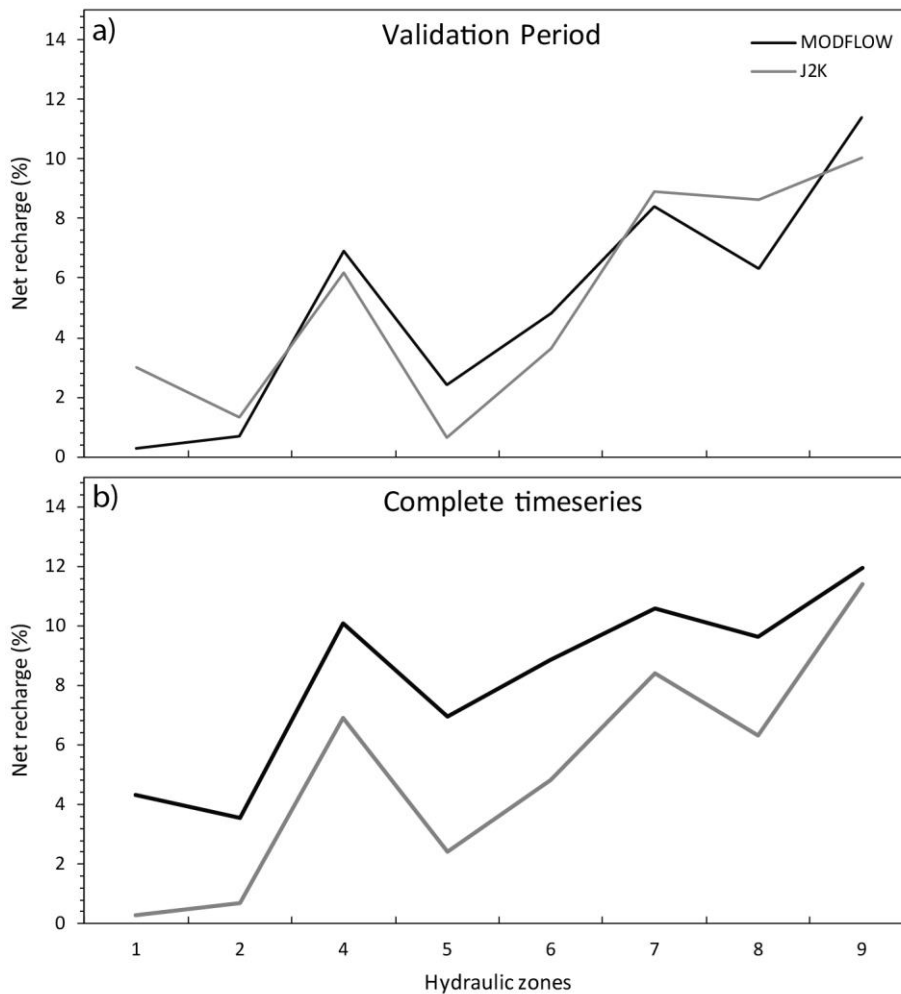 a)
Validation Period
MODFLOW
J2K
Net recharge (%)
14
12
10
8
6
4
2
0
b)
Complete timeseries
Net recharge (%)
14
12
10
8
6
4
2
0
1 2 4 5 6 7 8 9
Hydraulic zones